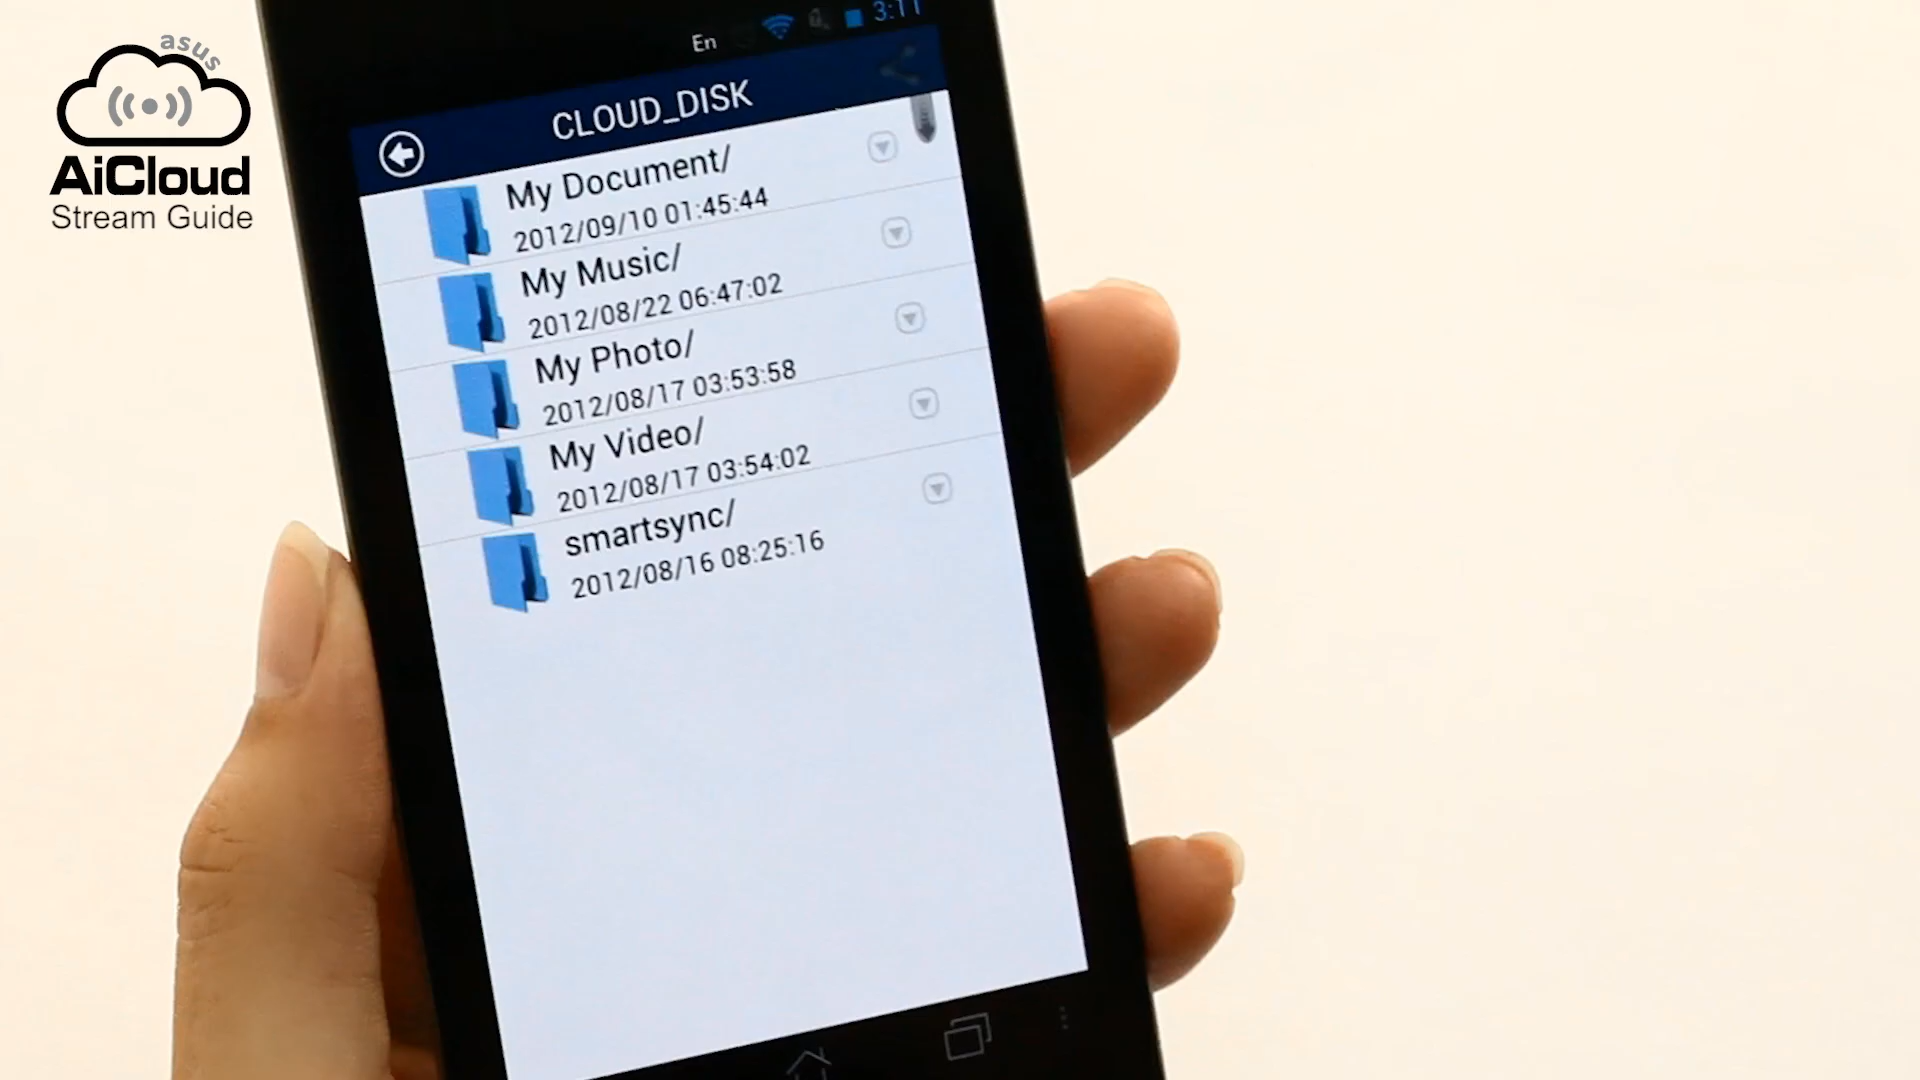 asus
AiCloud
Stream Guide
En
3:11
CLOUD_DISK
My Document/
2012/09/10 01:45:44
My Music/
2012/08/22 06:47:02
My Photo/
2012/08/17 03:53:58
My Video/
2012/08/17 03:54:02
smartsync/
2012/08/16 08:25:16